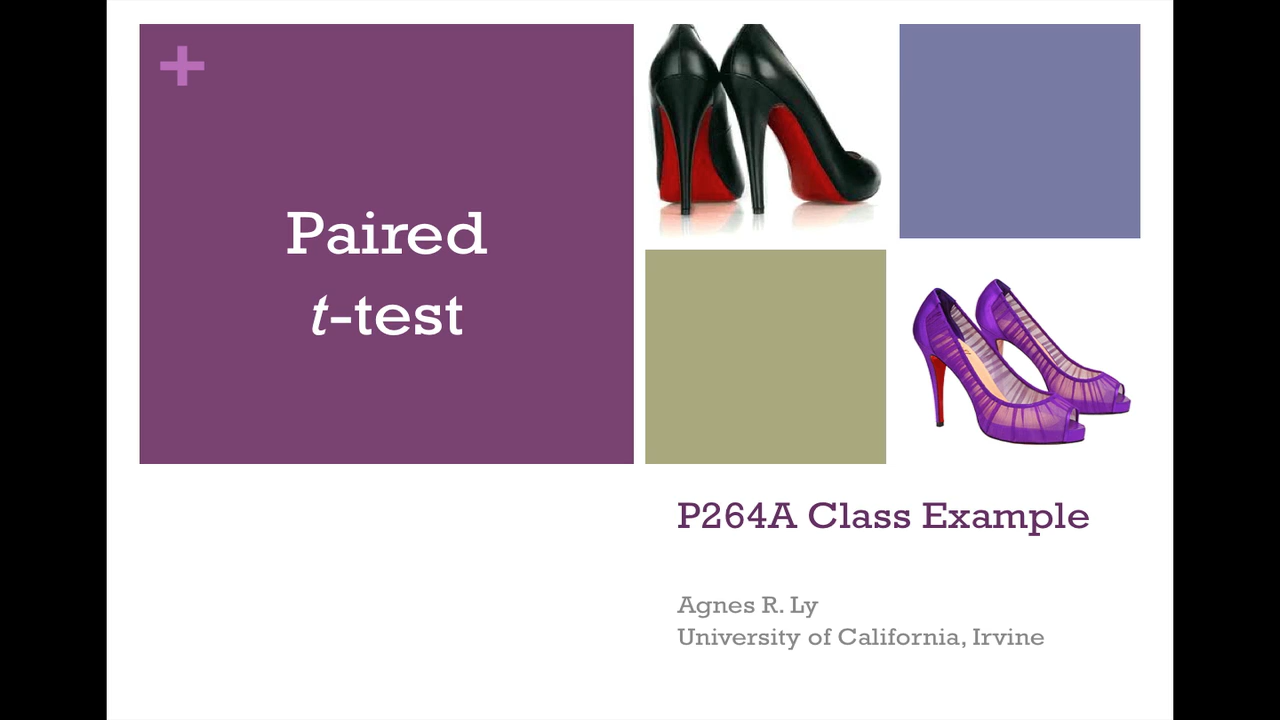 +
Paired
t-test
P264A Class Example
Agnes R. Ly
University of California, Irvine